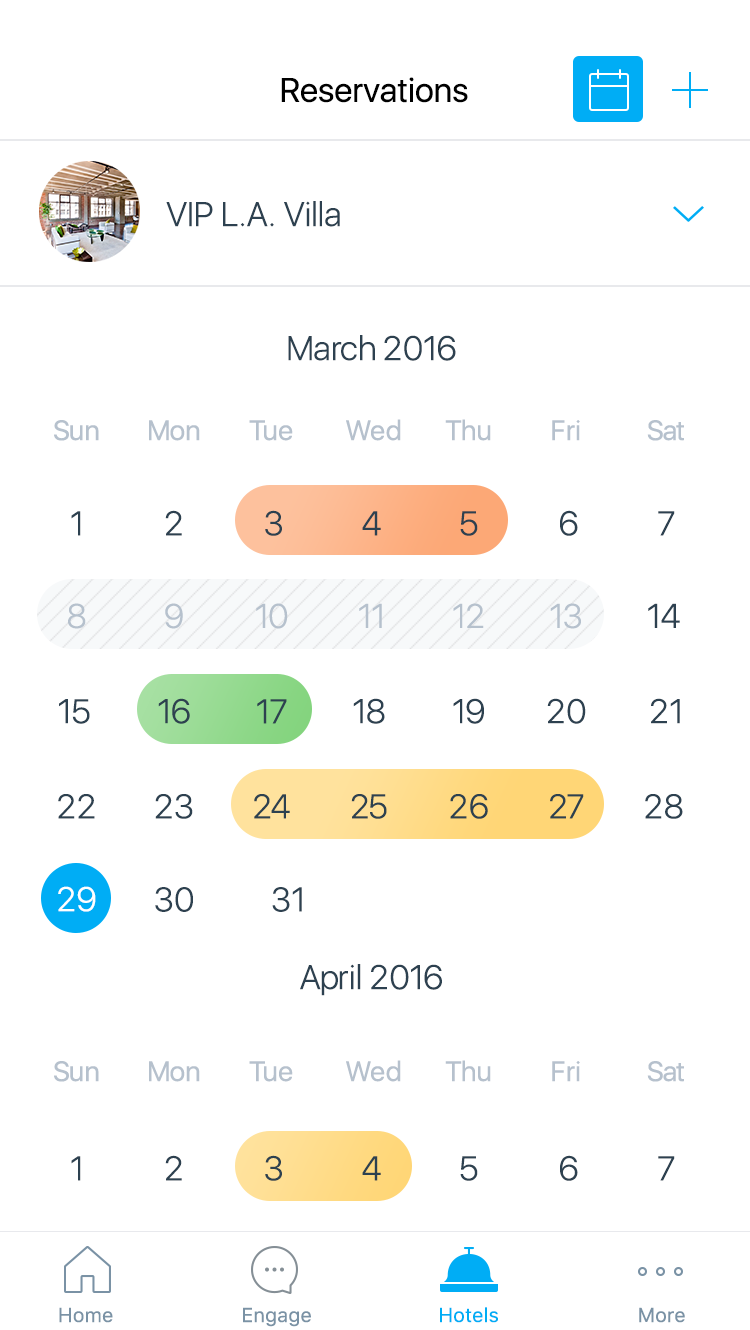 Reservations
VIP L.A. Villa
March 2016
Sun Mon Tue Wed Thu Fri Sat
1 2 3 4 5 6 7
8 9 10 11 12 13 14
15 16 17 18 19 20 21
22 23 24 25 26 27 28
29 30 31
April 2016
Sun Mon Tue Wed Thu Fri Sat
1 2 3 4 5 6 7
Home Engage Hotels More